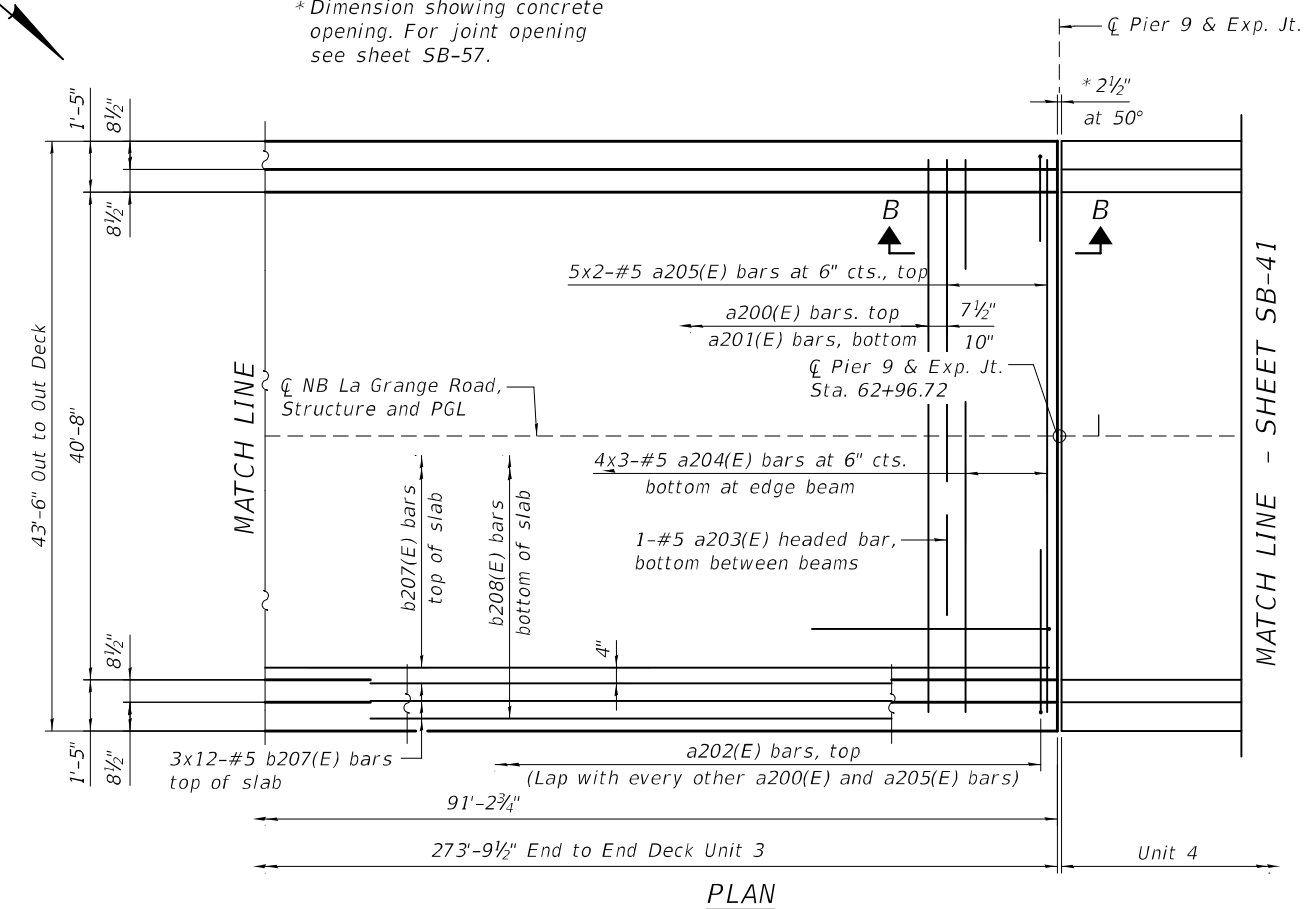 * Dimension showing concrete
opening. For joint opening
see sheet SB-57.
℄ Pier 9 & Exp. Jt.
* 2½"
at 50°
1'-5"
8½"
8½"
B
B
5x2-#5 a205(E) bars at 6" cts., top
a200(E) bars. top
7½"
a201(E) bars, bottom
10"
℄ Pier 9 & Exp. Jt.
Sta. 62+96.72
℄ NB La Grange Road,
Structure and PGL
MATCH LINE
43'-6" Out to Out Deck
40'-8"
MATCH LINE - SHEET SB-41
4x3-#5 a204(E) bars at 6" cts.
bottom at edge beam
b207(E) bars
top of slab
b208(E) bars
bottom of slab
1-#5 a203(E) headed bar,
bottom between beams
4"
8½"
1'-5"
8½"
3x12-#5 b207(E) bars
top of slab
a202(E) bars, top
(Lap with every other a200(E) and a205(E) bars)
91'-2¾"
273'-9½" End to End Deck Unit 3
Unit 4
PLAN